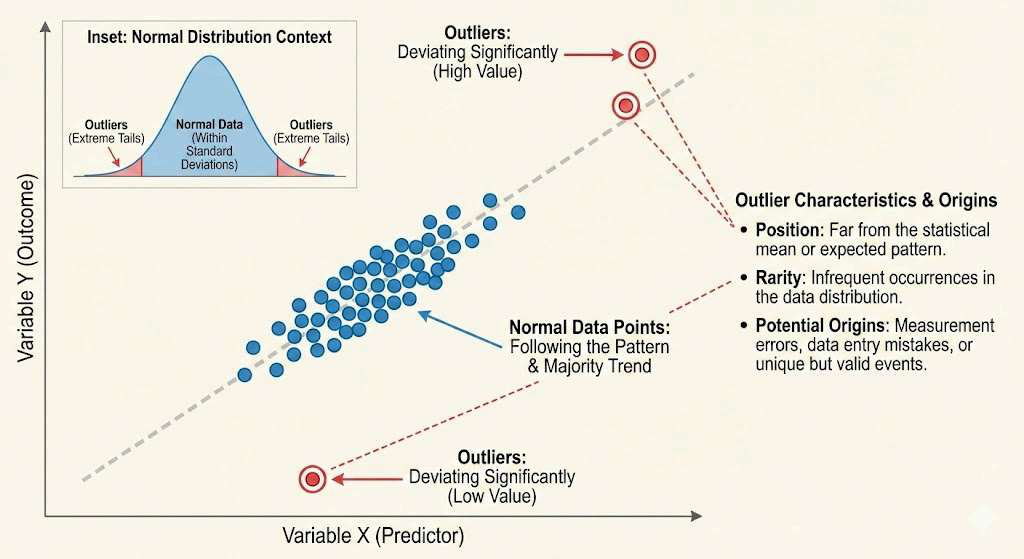 Inset: Normal Distribution Context
Outliers
(Extreme Tails)
Normal Data
(Within
Standard
Deviations)
Outliers
(Extreme Tails)
Outliers:
Deviating Significantly
(High Value)
Variable Y (Outcome)
Outlier Characteristics & Origins
• Position: Far from the statistical
mean or expected pattern.
• Rarity: Infrequent occurrences in
the data distribution.
• Potential Origins: Measurement
errors, data entry mistakes, or
unique but valid events.
Normal Data Points:
Following the Pattern
& Majority Trend
Outliers:
Deviating Significantly
(Low Value)
Variable X (Predictor)